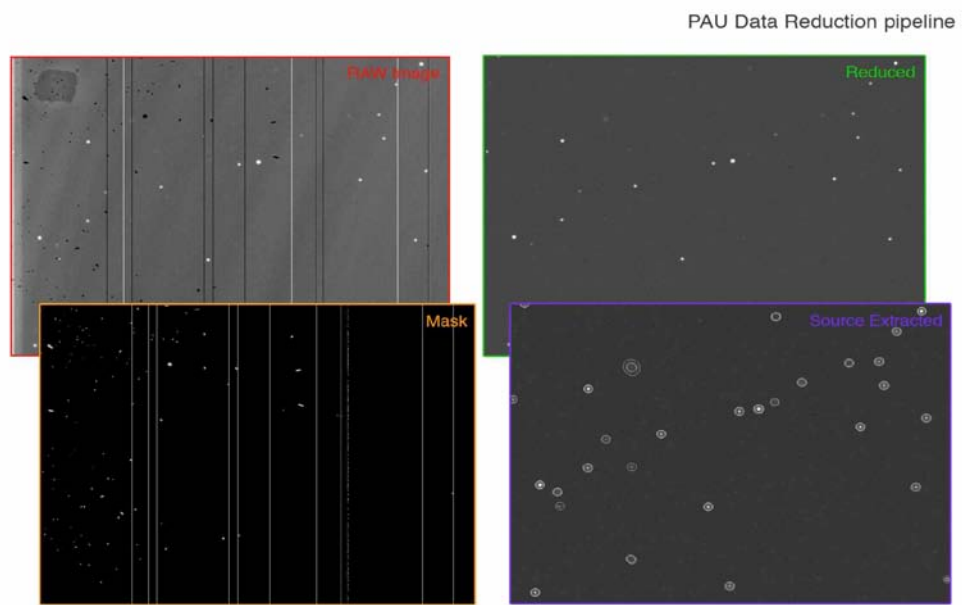 PAU Data Reduction pipeline
RAW Image
Reduced
Mask
Source Extracted